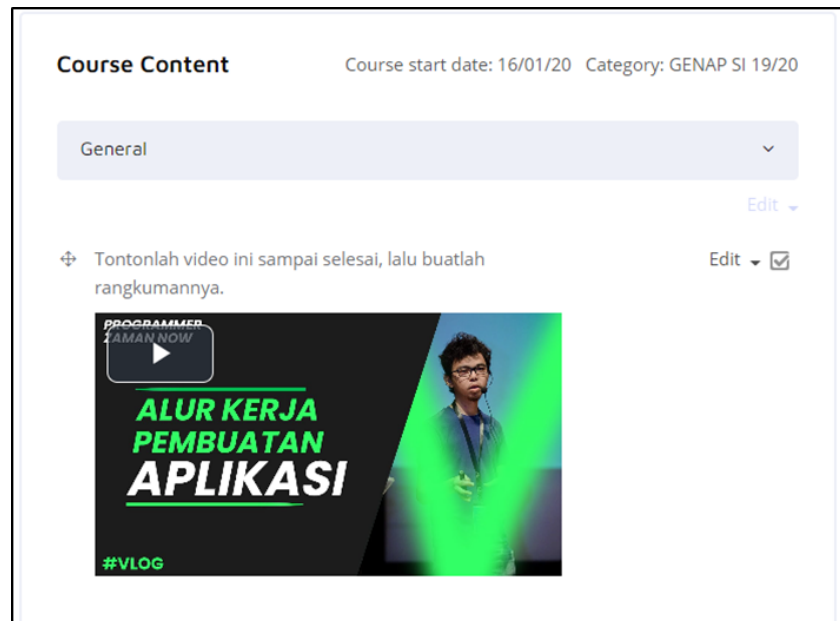 Course Content
Course start date: 16/01/20 Category: GENAP SI 19/20
General
Edit
Tontonlah video ini sampai selesai, lalu buatlah
rangkumannya.
Edit
PROGRAMMER
ZAMAN NOW
ALUR KERJA
PEMBUATAN
APLIKASI
#VLOG